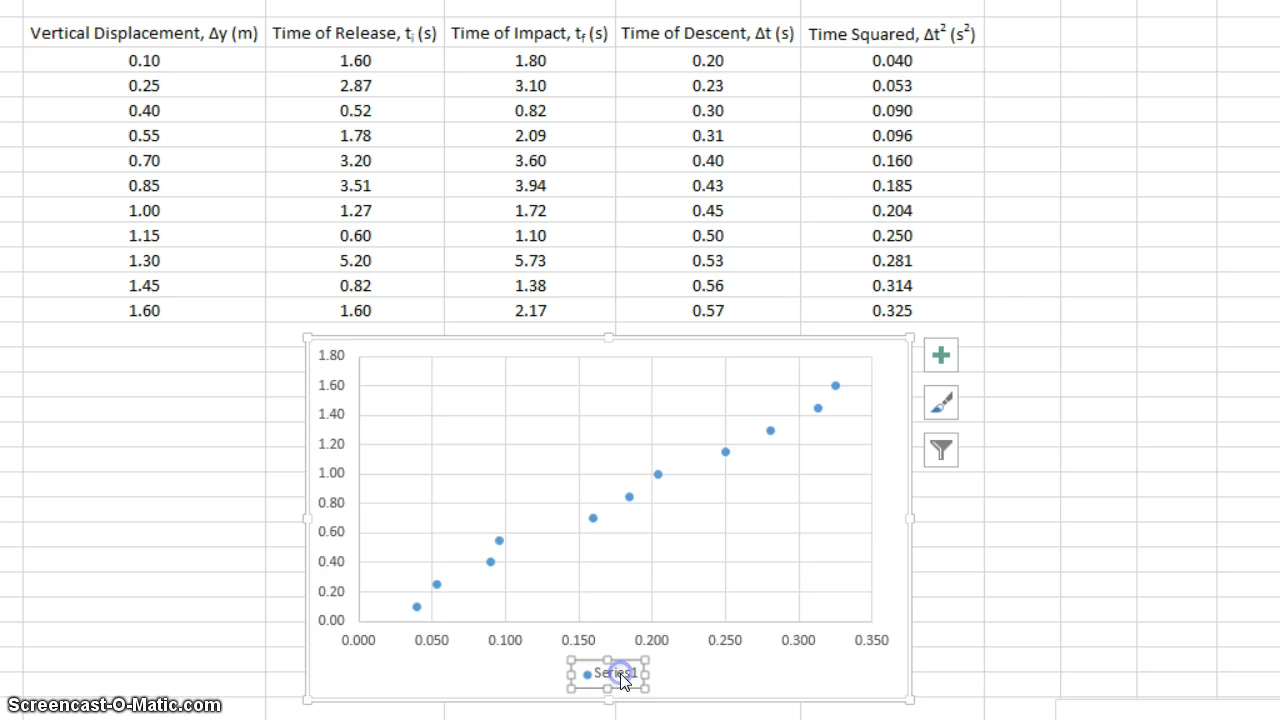 Vertical Displacement, Δy (m) Time of Release, tᵢ (s) Time of Impact, t_f (s) Time of Descent, Δt (s) Time Squared, Δt² (s²)
0.10 1.60 1.80 0.20 0.040
0.25 2.87 3.10 0.23 0.053
0.40 0.52 0.82 0.30 0.090
0.55 1.78 2.09 0.31 0.096
0.70 3.20 3.60 0.40 0.160
0.85 3.51 3.94 0.43 0.185
1.00 1.27 1.72 0.45 0.204
1.15 0.60 1.10 0.50 0.250
1.30 5.20 5.73 0.53 0.281
1.45 0.82 1.38 0.56 0.314
1.60 1.60 2.17 0.57 0.325
1.80
1.60
1.40
1.20
1.00
0.80
0.60
0.40
0.20
0.00
0.000 0.050 0.100 0.150 0.200 0.250 0.300 0.350
Series1
Screencast-O-Matic.com